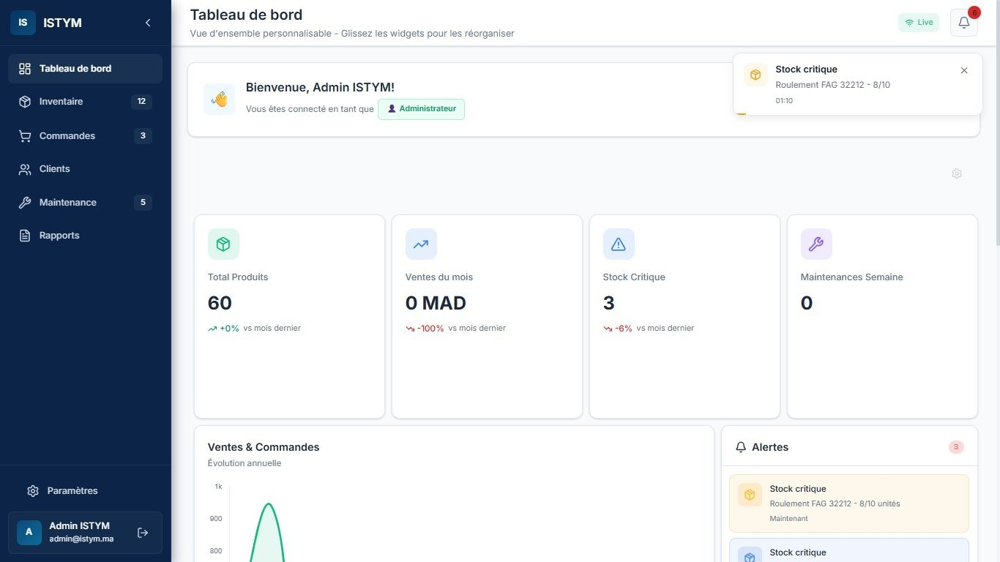 IS ISTYM
Tableau de bord
Inventaire 12
Commandes 3
Clients
Maintenance 5
Rapports
Paramètres
A
Admin ISTYM
admin@istym.ma
Tableau de bord
Vue d'ensemble personnalisable - Glissez les widgets pour les réorganiser
Live
6
Stock critique
Roulement FAG 32212 - 8/10
01:10
Bienvenue, Admin ISTYM!
Vous êtes connecté en tant que Administrateur
Total Produits
60
+0% vs mois dernier
Ventes du mois
0 MAD
-100% vs mois dernier
Stock Critique
3
-6% vs mois dernier
Maintenances Semaine
0
Ventes & Commandes
Évolution annuelle
1k
900
800
Alertes 3
Stock critique
Roulement FAG 32212 - 8/10 unités
Maintenant
Stock critique